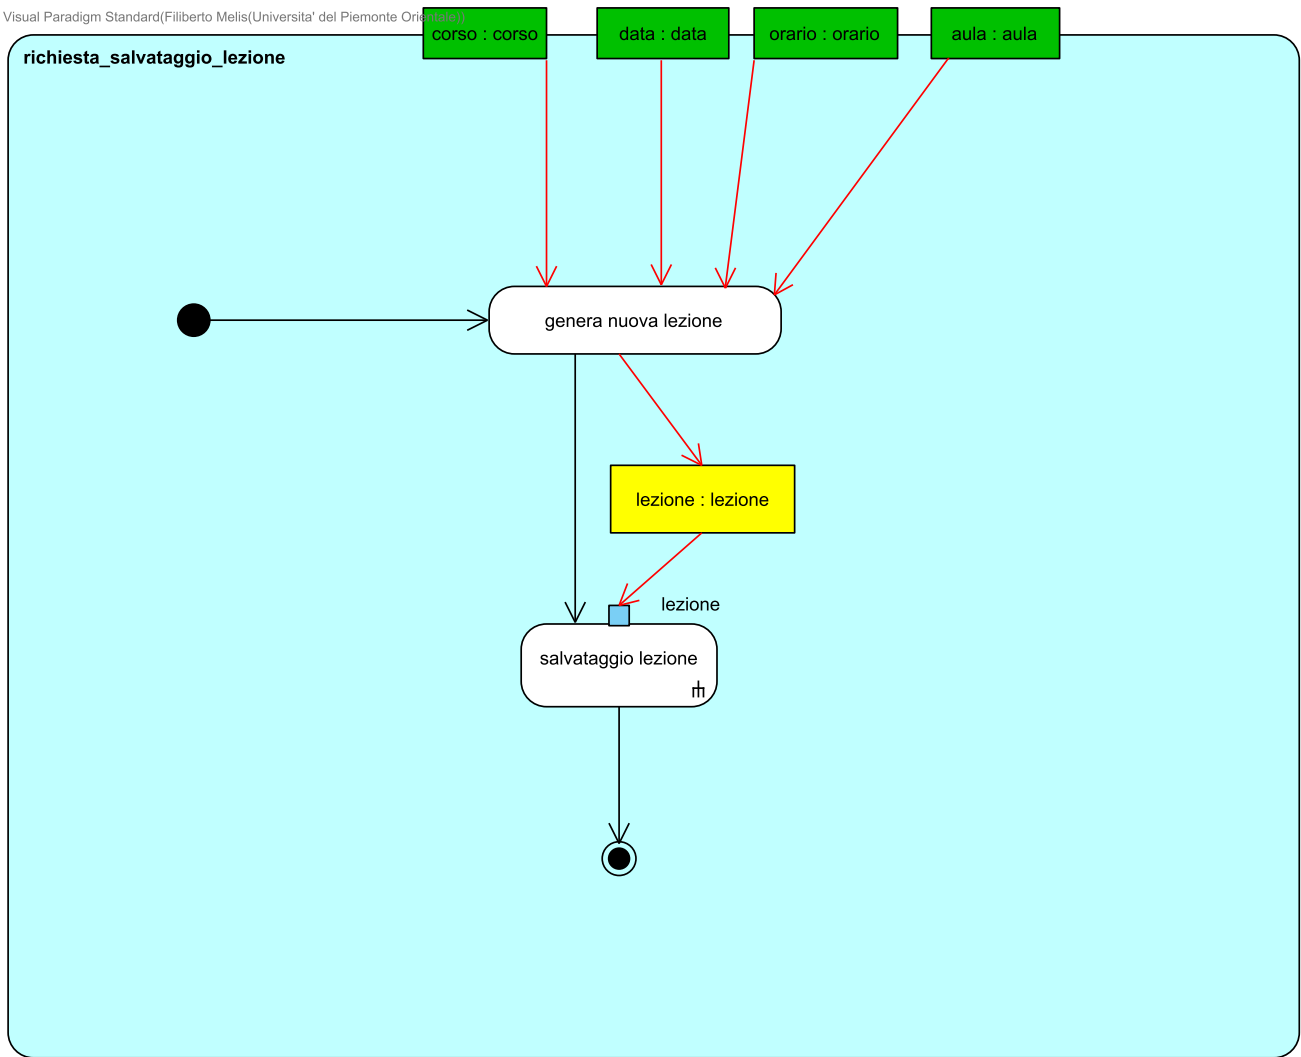 Visual Paradigm Standard(Filiberto Melis(Universita' del Piemonte Orientale))
corso : corso
data : data
orario : orario
aula : aula
richiesta_salvataggio_lezione
genera nuova lezione
lezione : lezione
lezione
salvataggio lezione